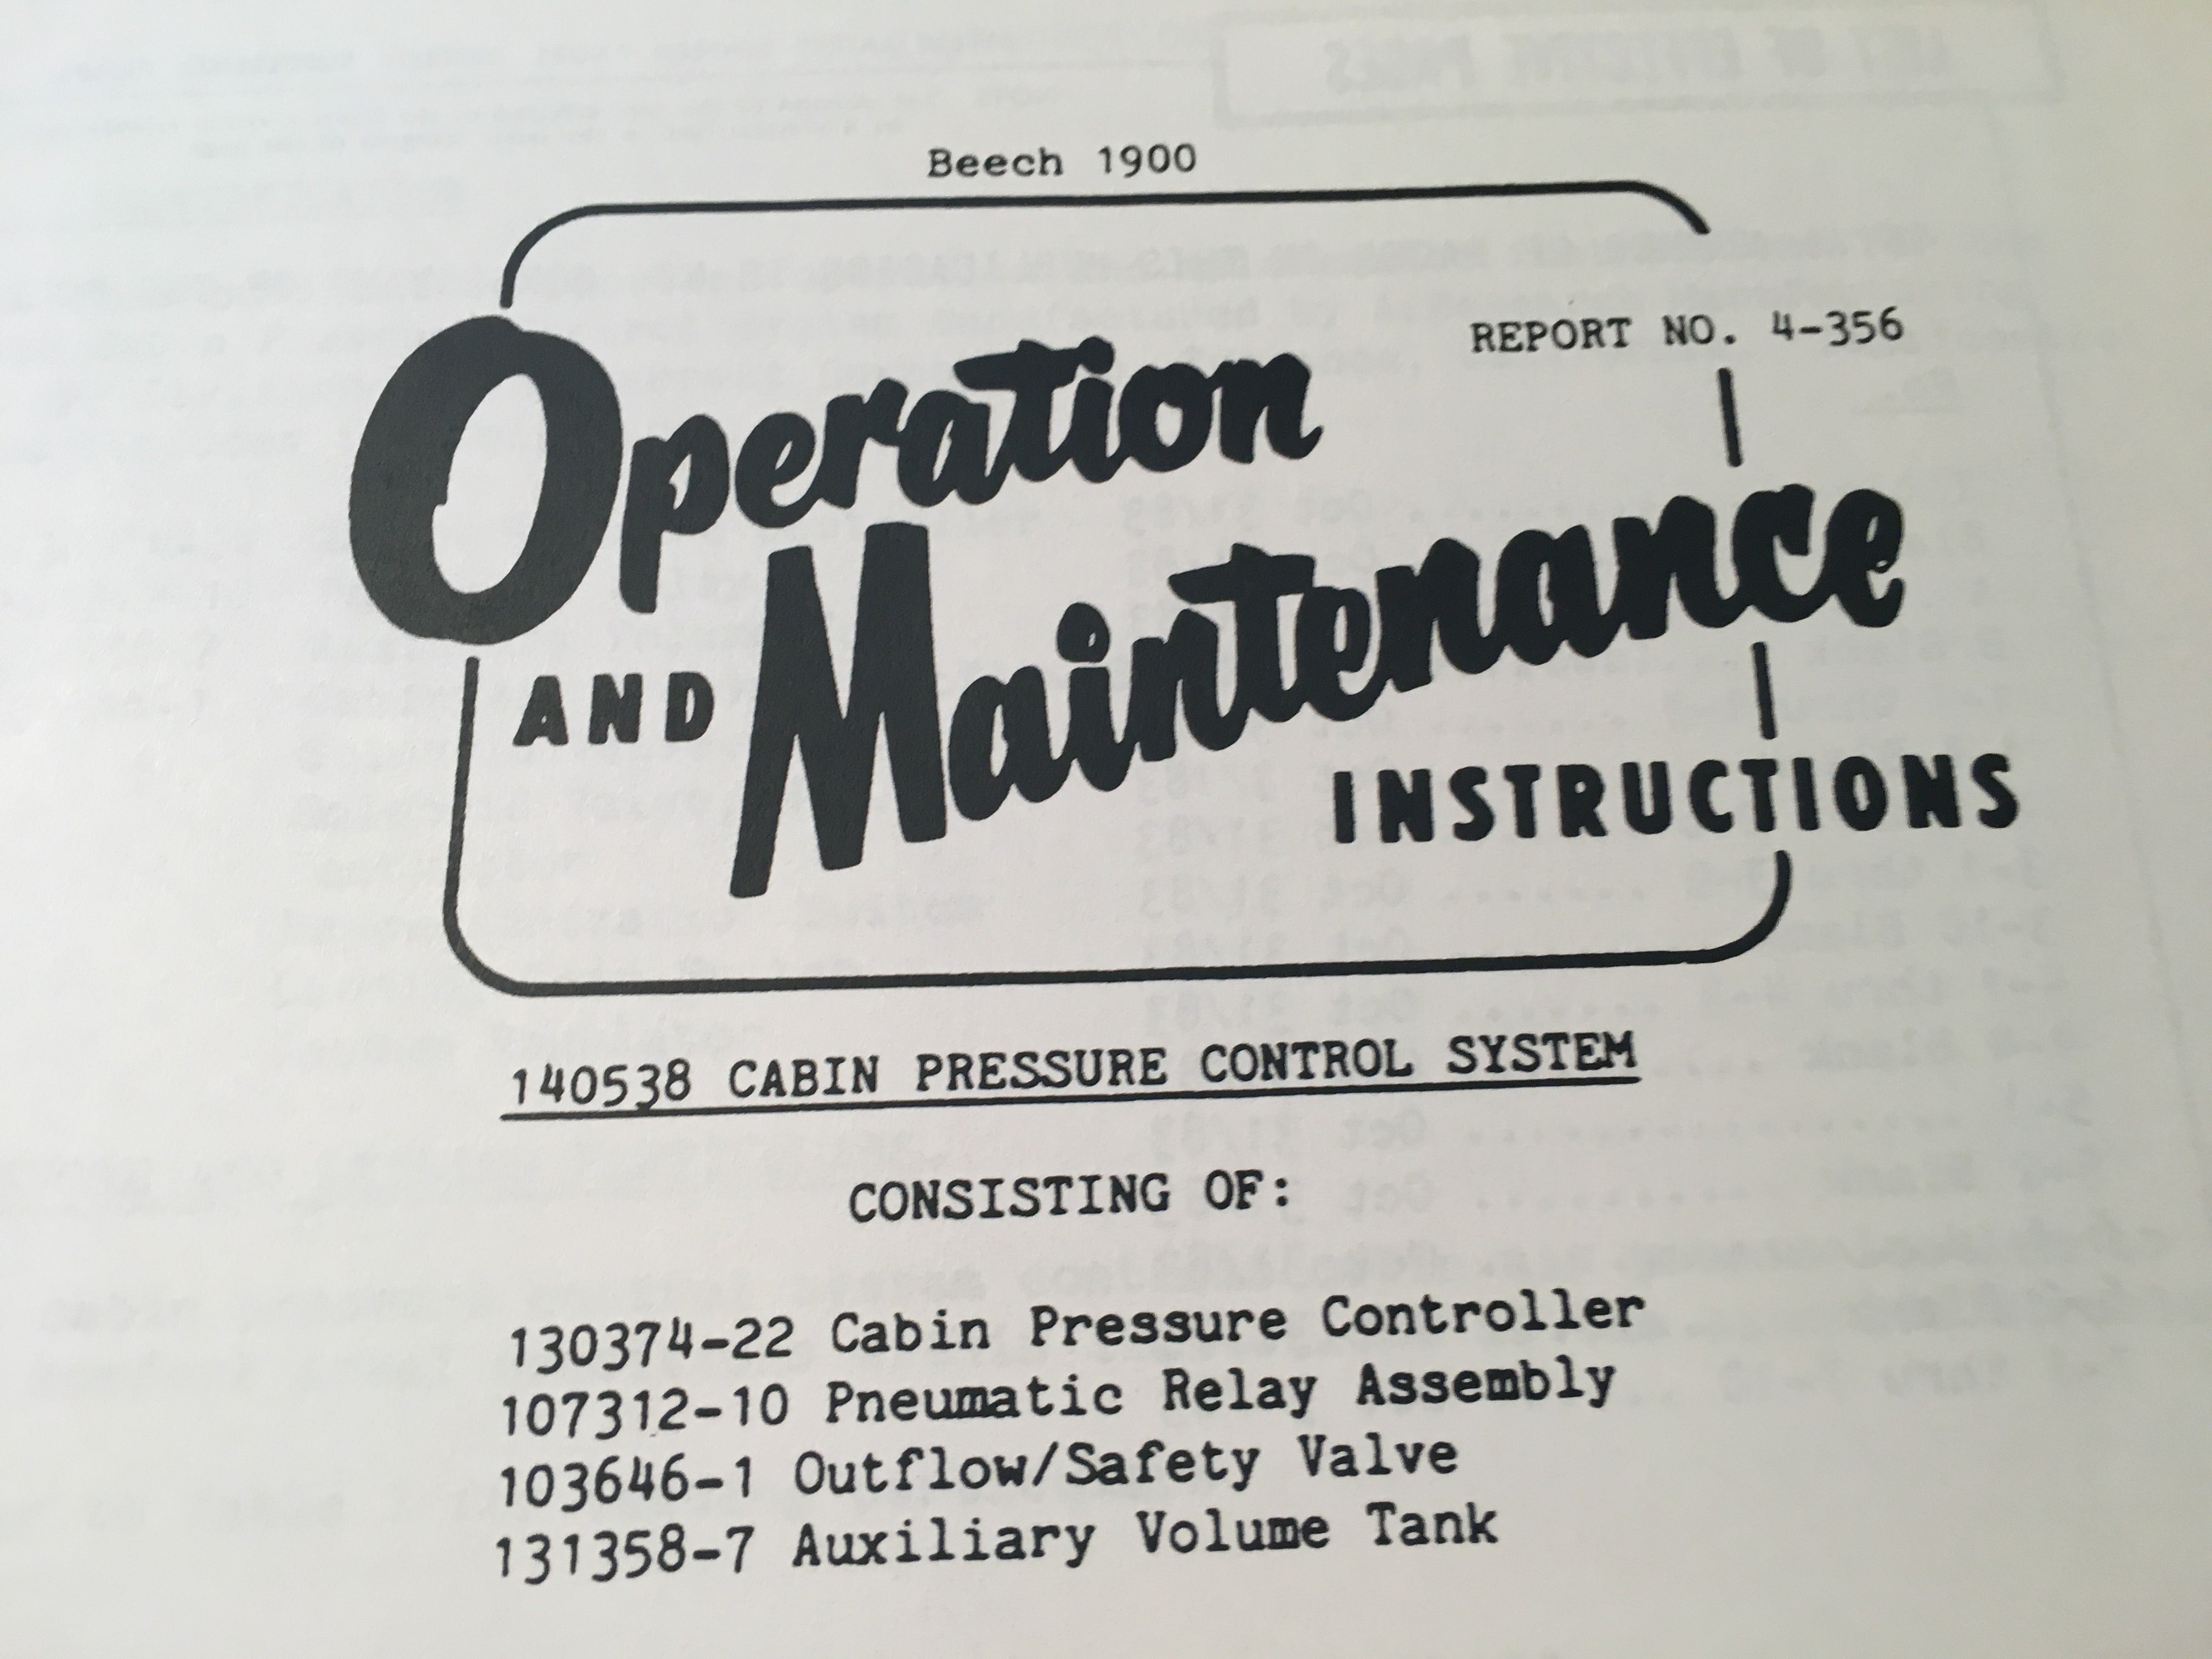 Beech 1900
REPORT NO. 4-356
Operation
AND Maintenance
INSTRUCTIONS
140538 CABIN PRESSURE CONTROL SYSTEM
CONSISTING OF:
130374-22 Cabin Pressure Controller
107312-10 Pneumatic Relay Assembly
103646-1 Outflow/Safety Valve
131358-7 Auxiliary Volume Tank